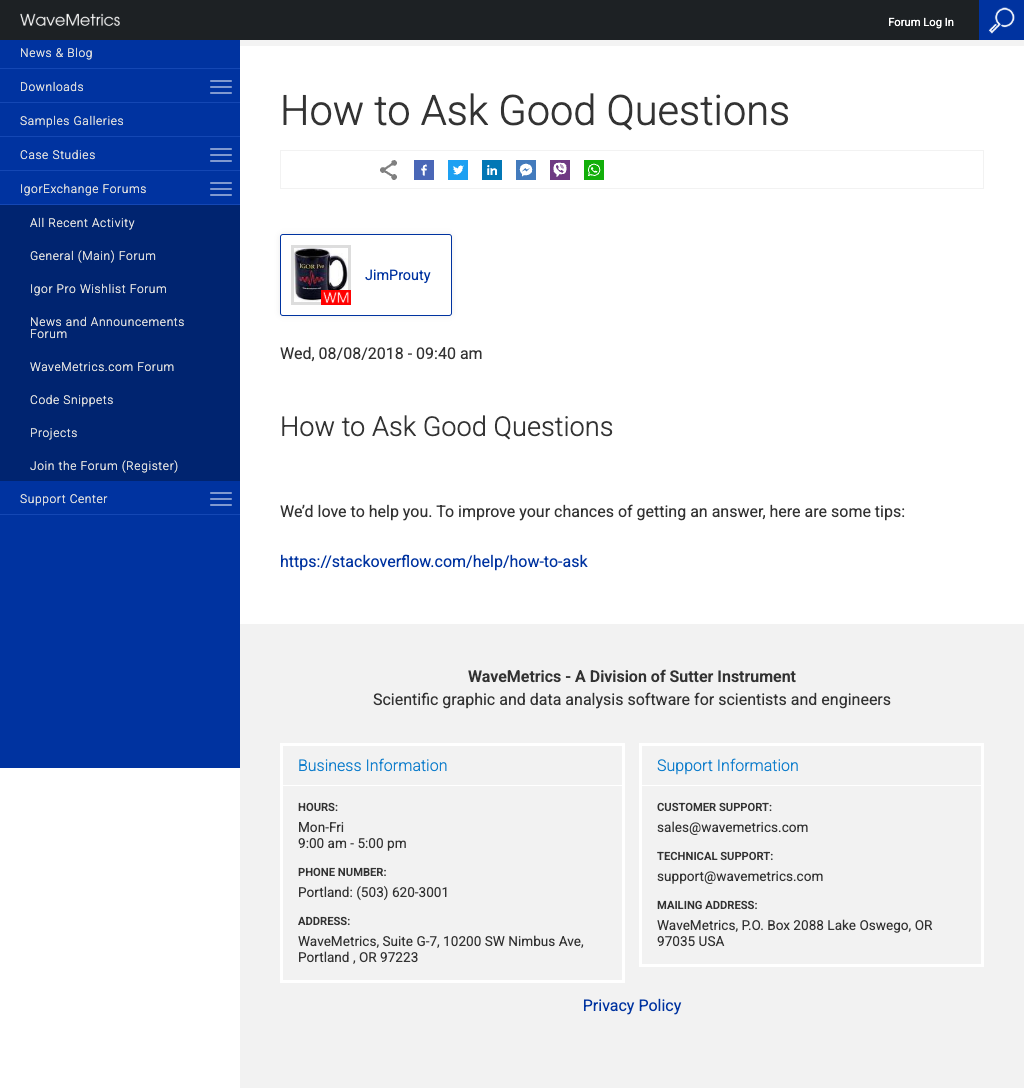 WaveMetrics
Forum Log In
News & Blog
Downloads
Samples Galleries
Case Studies
IgorExchange Forums
All Recent Activity
General (Main) Forum
Igor Pro Wishlist Forum
News and Announcements
Forum
WaveMetrics.com Forum
Code Snippets
Projects
Join the Forum (Register)
Support Center
How to Ask Good Questions
IGOR Pro
WM
JimProuty
Wed, 08/08/2018 - 09:40 am
How to Ask Good Questions
We’d love to help you. To improve your chances of getting an answer, here are some tips:
https://stackoverflow.com/help/how-to-ask
WaveMetrics - A Division of Sutter Instrument
Scientific graphic and data analysis software for scientists and engineers
Business Information
HOURS:
Mon-Fri
9:00 am - 5:00 pm
PHONE NUMBER:
Portland: (503) 620-3001
ADDRESS:
WaveMetrics, Suite G-7, 10200 SW Nimbus Ave,
Portland , OR 97223
Support Information
CUSTOMER SUPPORT:
sales@wavemetrics.com
TECHNICAL SUPPORT:
support@wavemetrics.com
MAILING ADDRESS:
WaveMetrics, P.O. Box 2088 Lake Oswego, OR
97035 USA
Privacy Policy